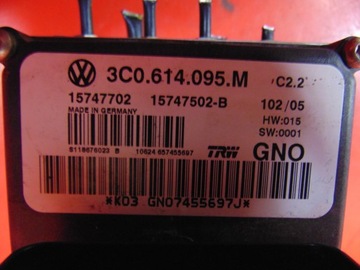 3C0.614.095.M 'C2.2'
15747702 15747502-B 102/05
MADE IN GERMANY HW:015
SW:0001
TRW GNO
*K03 GNO7455697J*